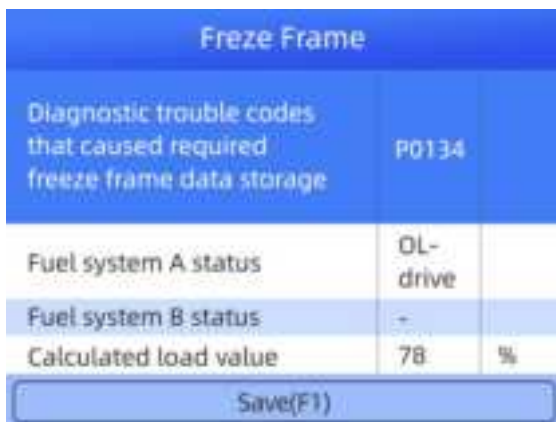 Freze Frame
Diagnostic trouble codes
that caused required P0134
freeze frame data storage
Fuel system A status OL-
drive
Fuel system B status -
Calculated load value 78 %
Save(F1)